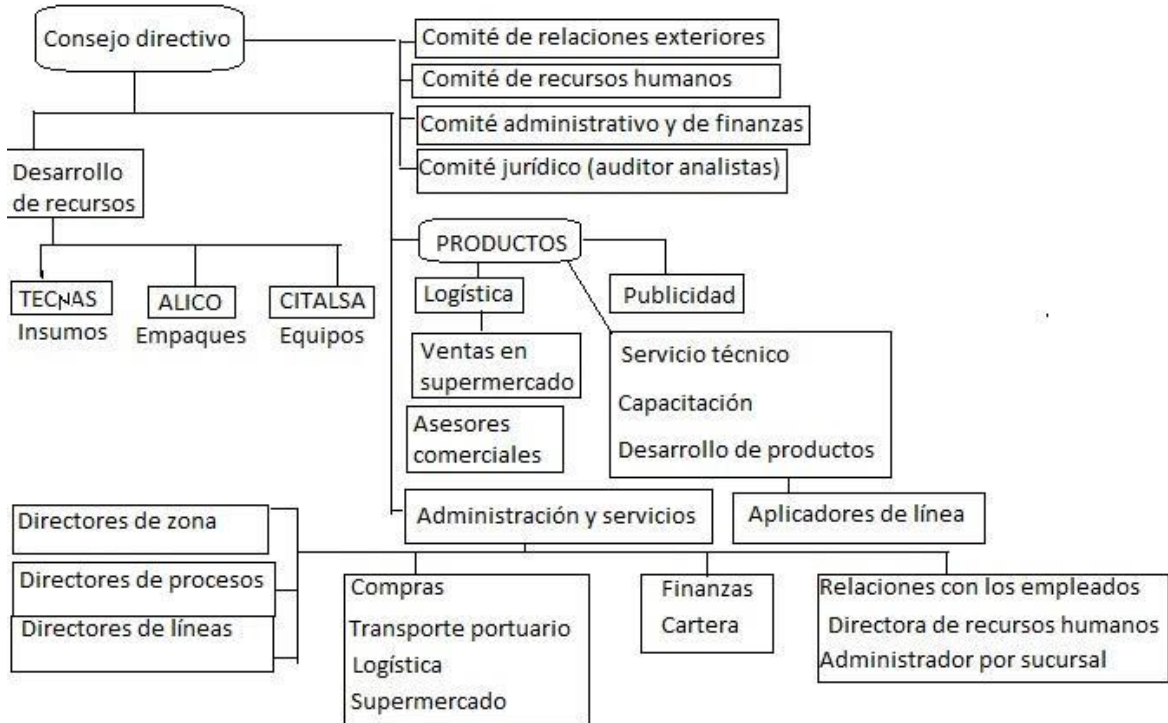 Consejo directivo
Comité de relaciones exteriores
Comité de recursos humanos
Comité administrativo y de finanzas
Comité jurídico (auditor analistas)
Desarrollo
de recursos
TECNAS
Insumos
ALICO
Empaques
CITALSA
Equipos
PRODUCTOS
Logística
Publicidad
Ventas en
supermercado
Asesores
comerciales
Servicio técnico
Capacitación
Desarrollo de productos
Aplicadores de línea
Administración y servicios
Directores de zona
Directores de procesos
Directores de líneas
Compras
Transporte portuario
Logística
Supermercado
Finanzas
Cartera
Relaciones con los empleados
Directora de recursos humanos
Administrador por sucursal